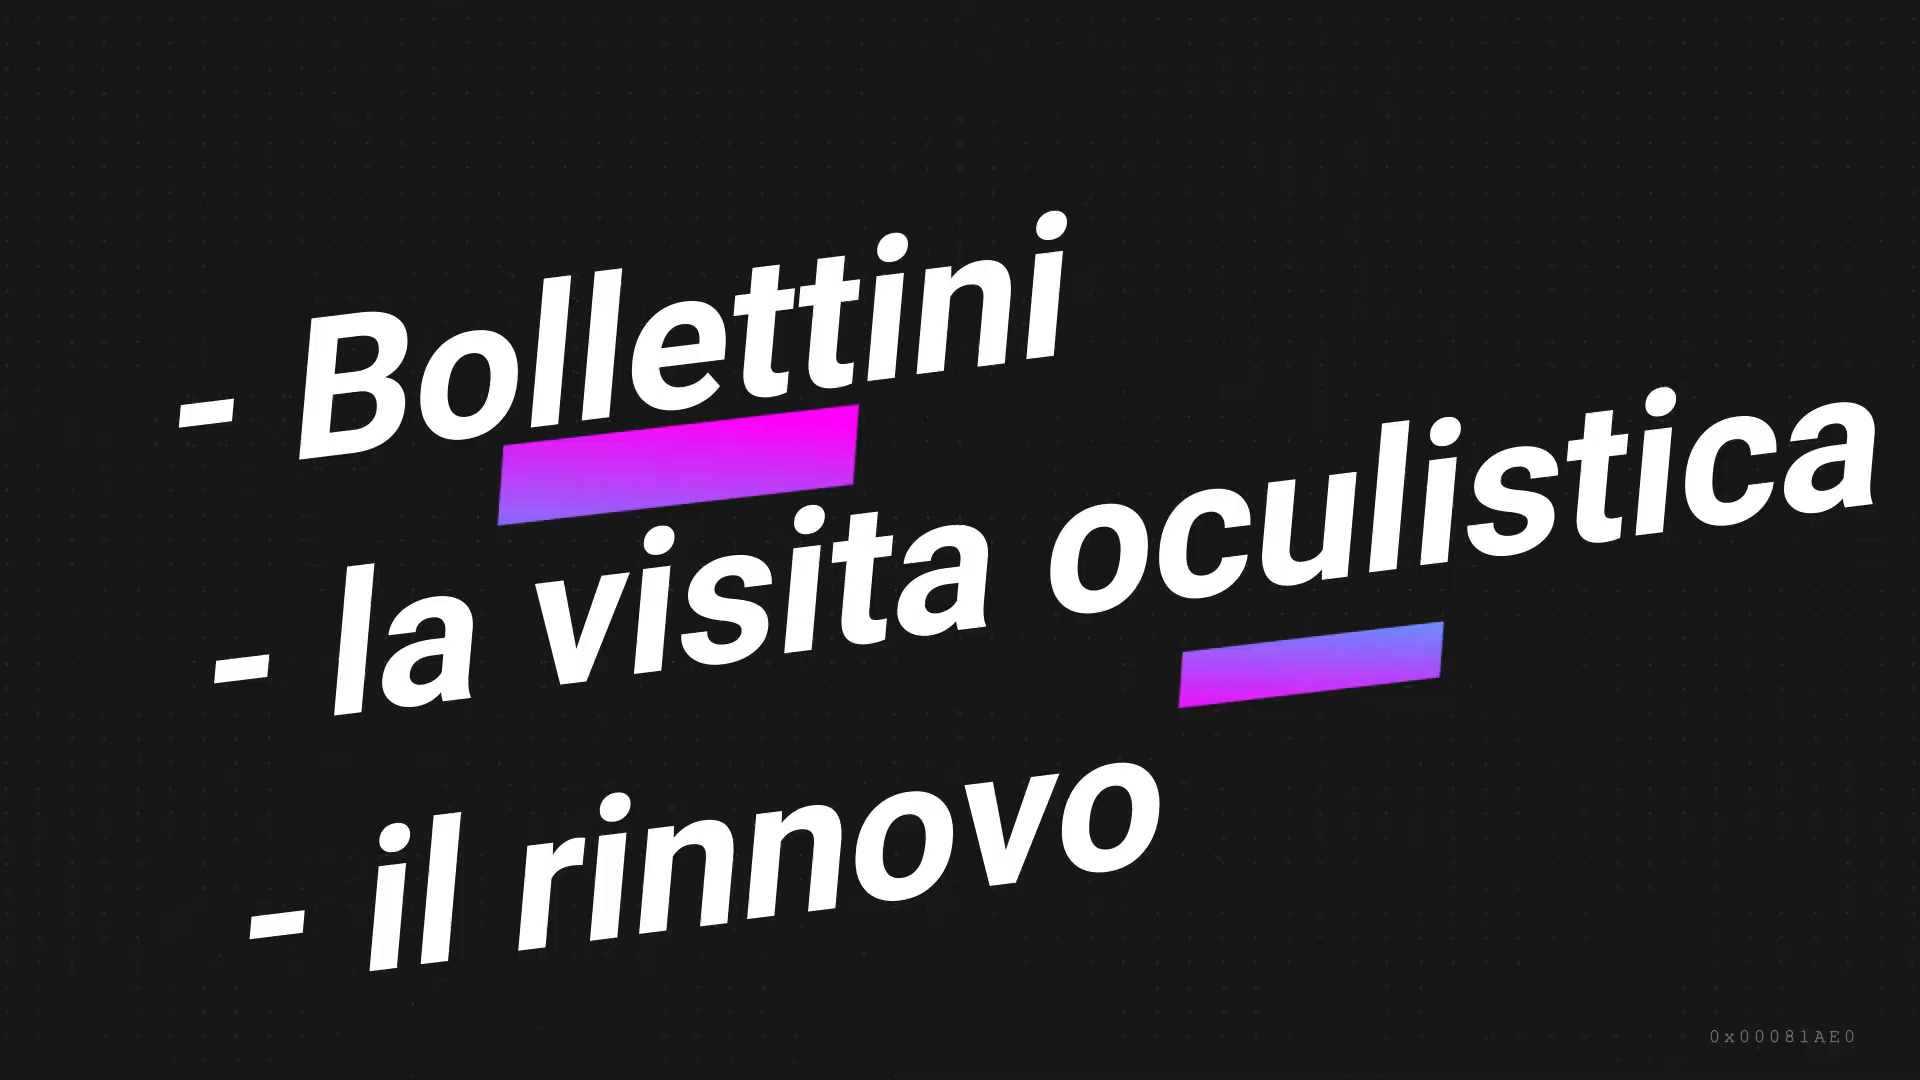 - Bollettini
- la visita oculistica
- il rinnovo
0x00081AE0